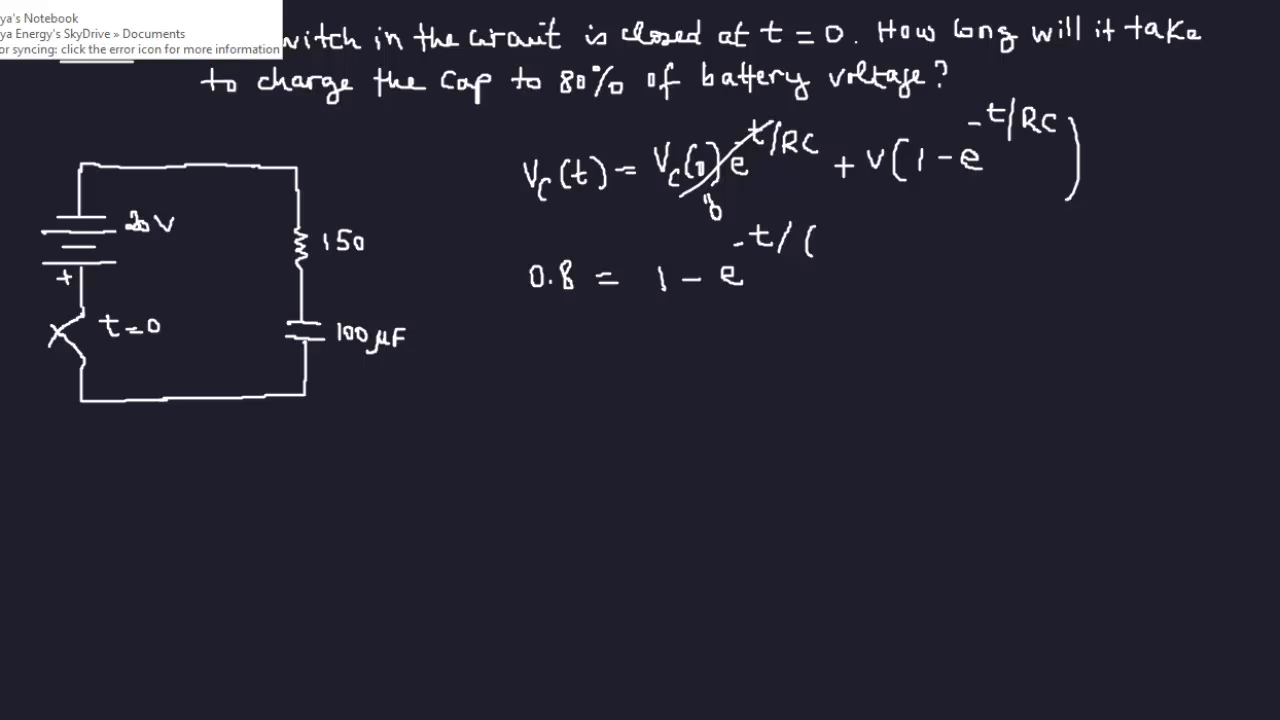 ya's Notebook
ya Energy's SkyDrive » Documents
or syncing: click the error icon for more information
witch in the circuit is closed at t = 0. How long will it take
to charge the cap to 80% of battery voltage?
Vc(t) = Vc(0) e^-t/RC + V(1 - e^-t/RC)
0
0.8 = 1 - e^-t/(
20V
+
t=0
150
100 μF